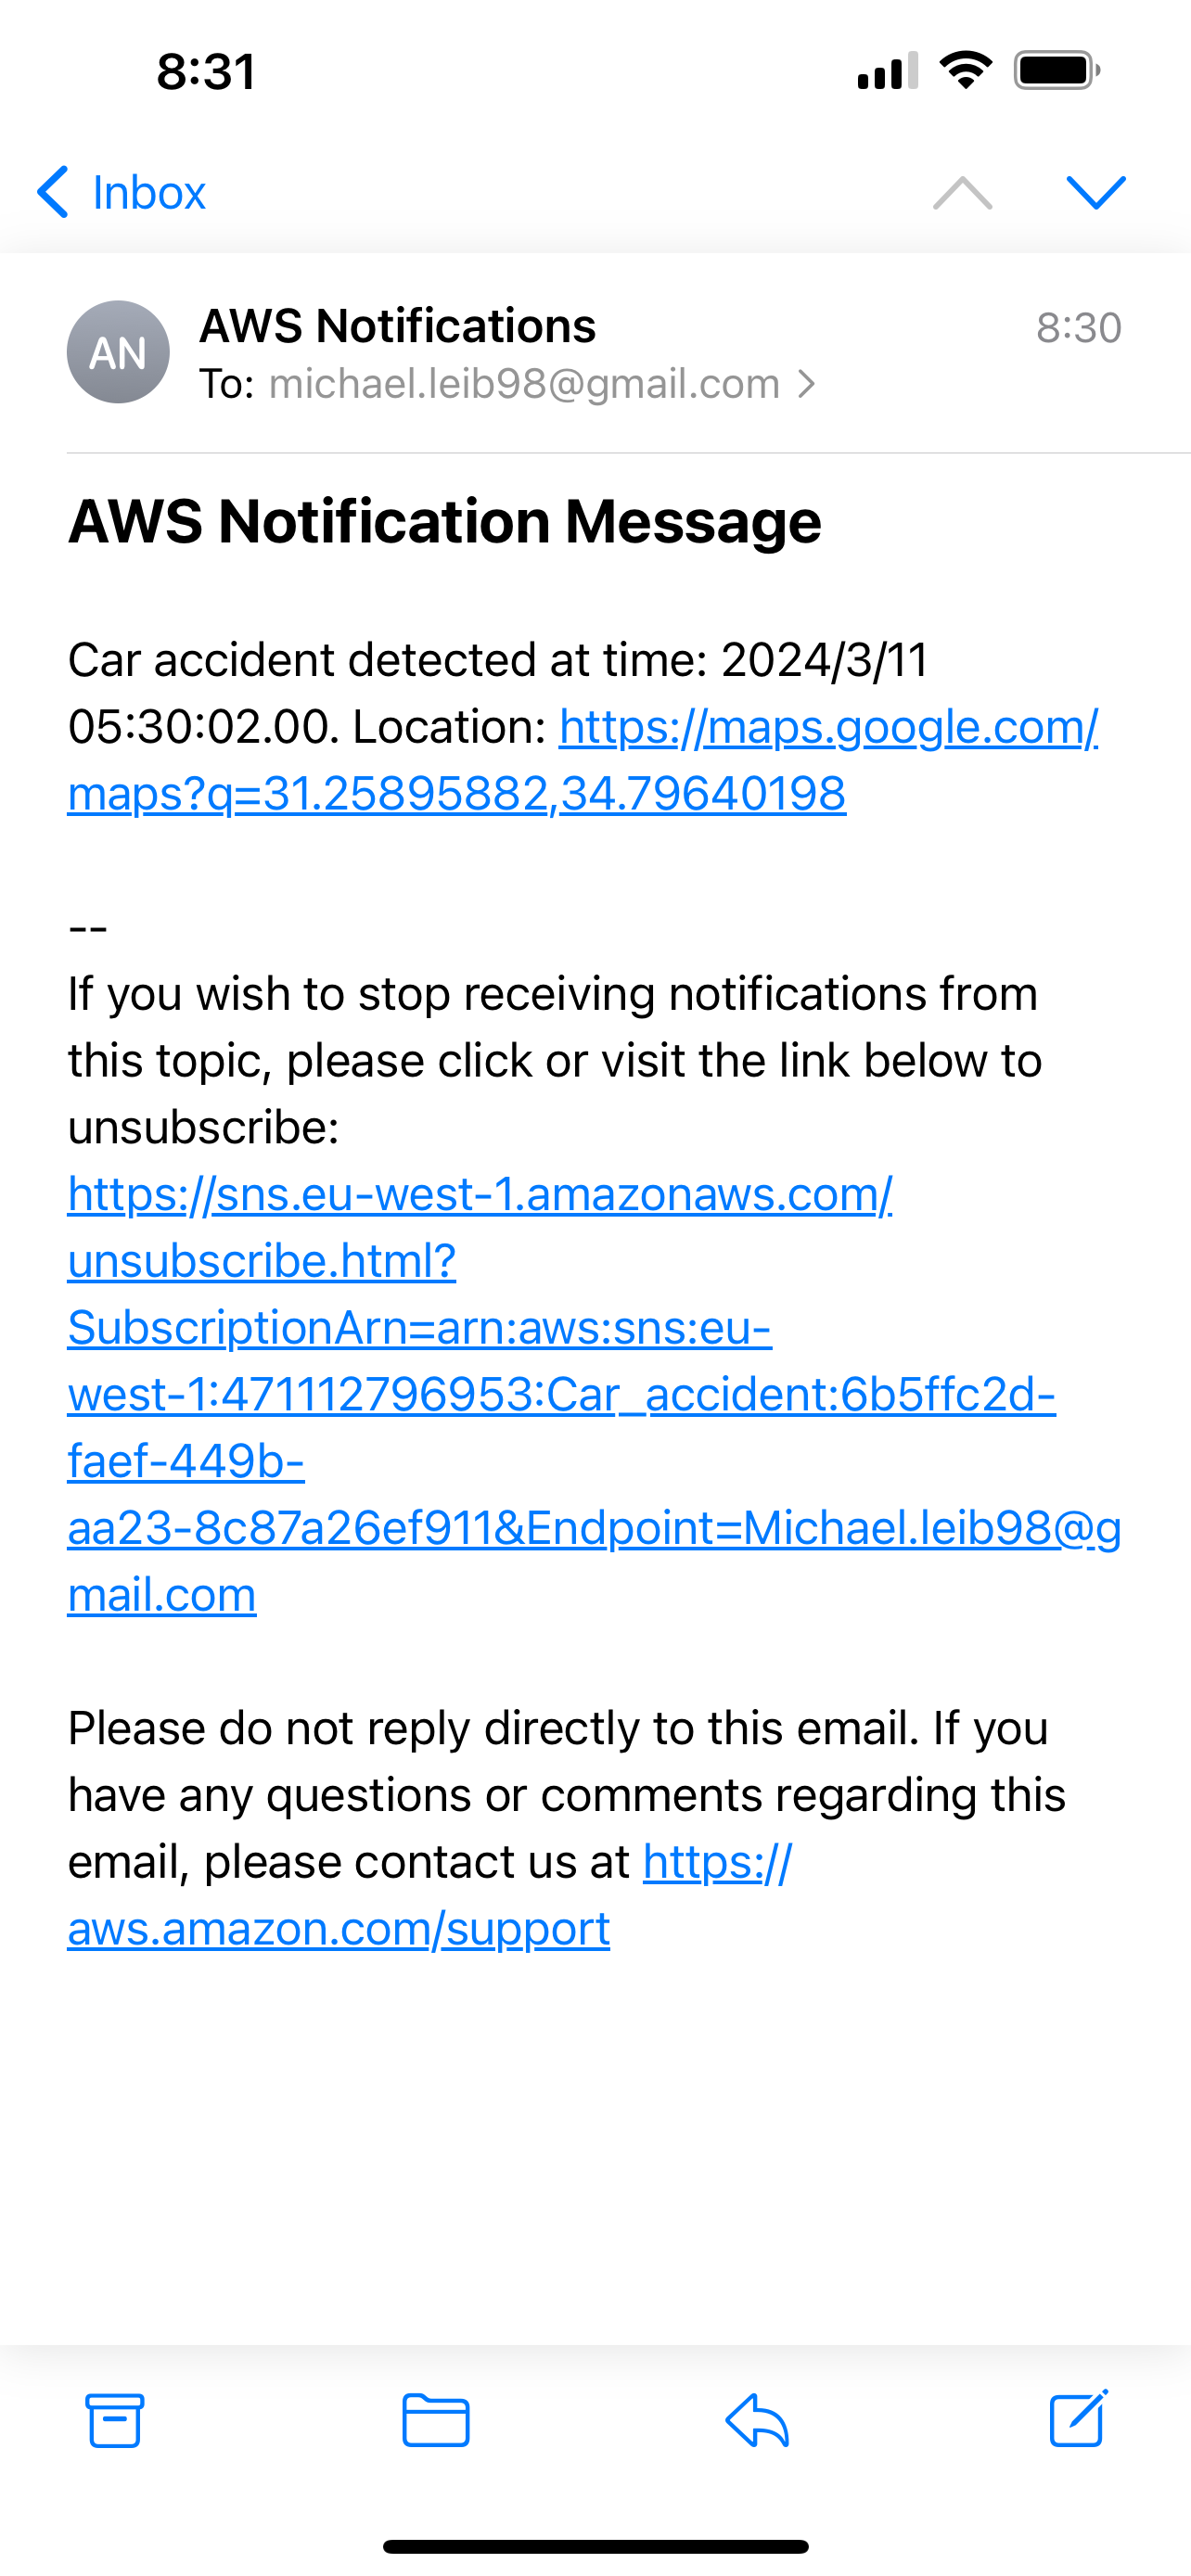 8:31
Inbox
AN
AWS Notifications
8:30
To: michael.leib98@gmail.com
AWS Notification Message
Car accident detected at time: 2024/3/11
05:30:02.00. Location: https://maps.google.com/
maps?q=31.25895882,34.79640198
--
If you wish to stop receiving notifications from
this topic, please click or visit the link below to
unsubscribe:
https://sns.eu-west-1.amazonaws.com/
unsubscribe.html?
SubscriptionArn=arn:aws:sns:eu-
west-1:471112796953:Car_accident:6b5ffc2d-
faef-449b-
aa23-8c87a26ef911&Endpoint=Michael.leib98@g
mail.com
Please do not reply directly to this email. If you
have any questions or comments regarding this
email, please contact us at https://
aws.amazon.com/support